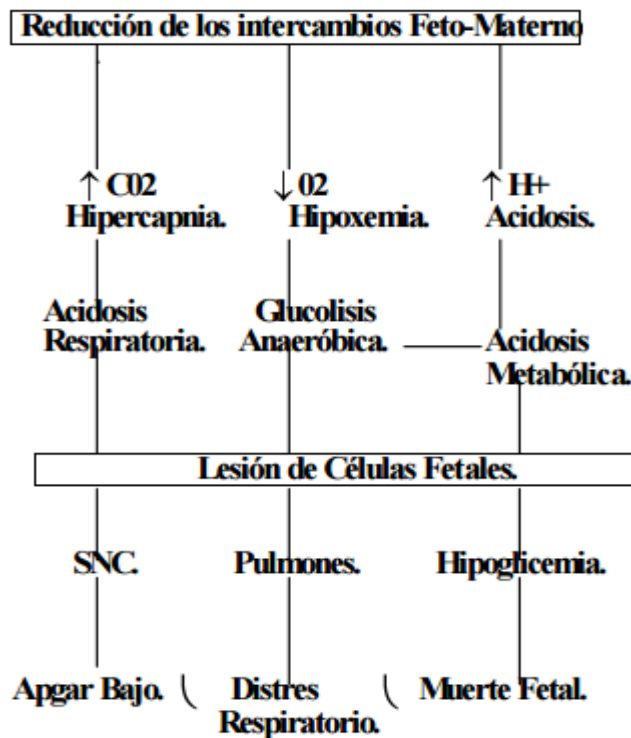 Reducción de los intercambios Feto-Materno
↑ C02
Hipercapnia.
↓ 02
Hipoxemia.
↑ H+
Acidosis.
Acidosis
Respiratoria.
Glucolisis
Anaeróbica.
Acidosis
Metabólica.
Lesión de Células Fetales.
SNC.
Pulmones.
Hipoglicemia.
Apgar Bajo.
Distres
Respiratorio.
Muerte Fetal.